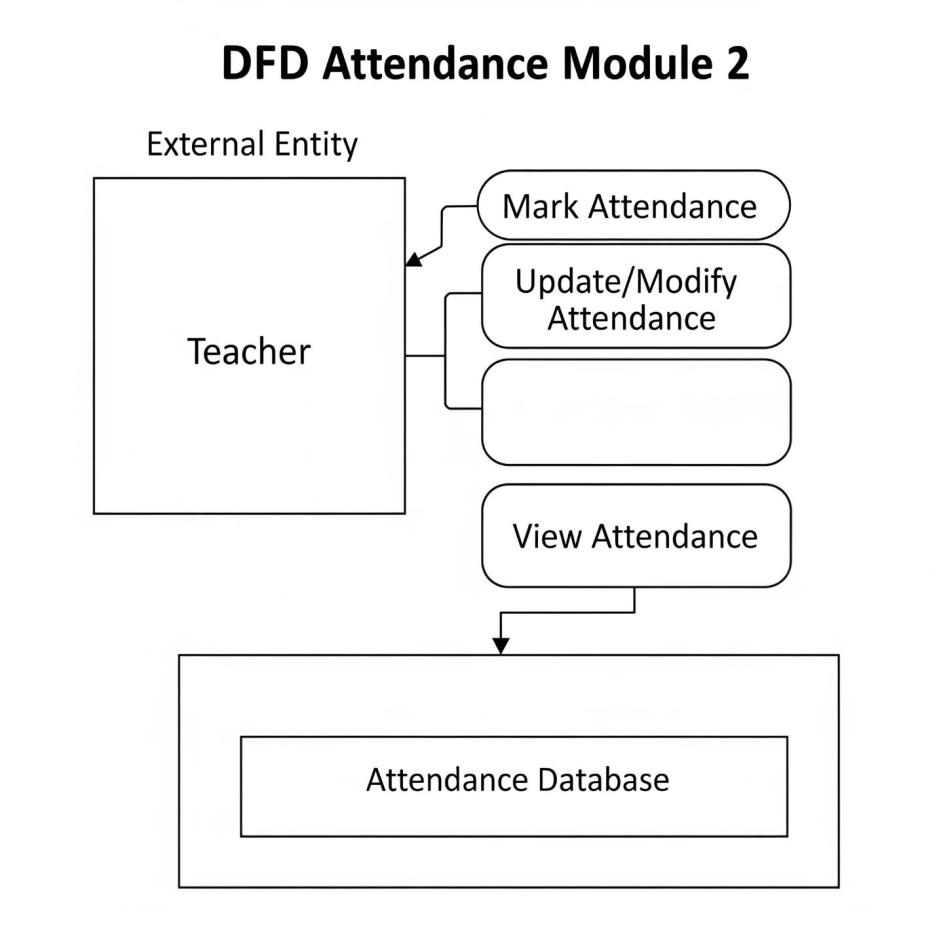 DFD Attendance Module 2
External Entity
Teacher
Mark Attendance
Update/Modify
Attendance
View Attendance
Attendance Database